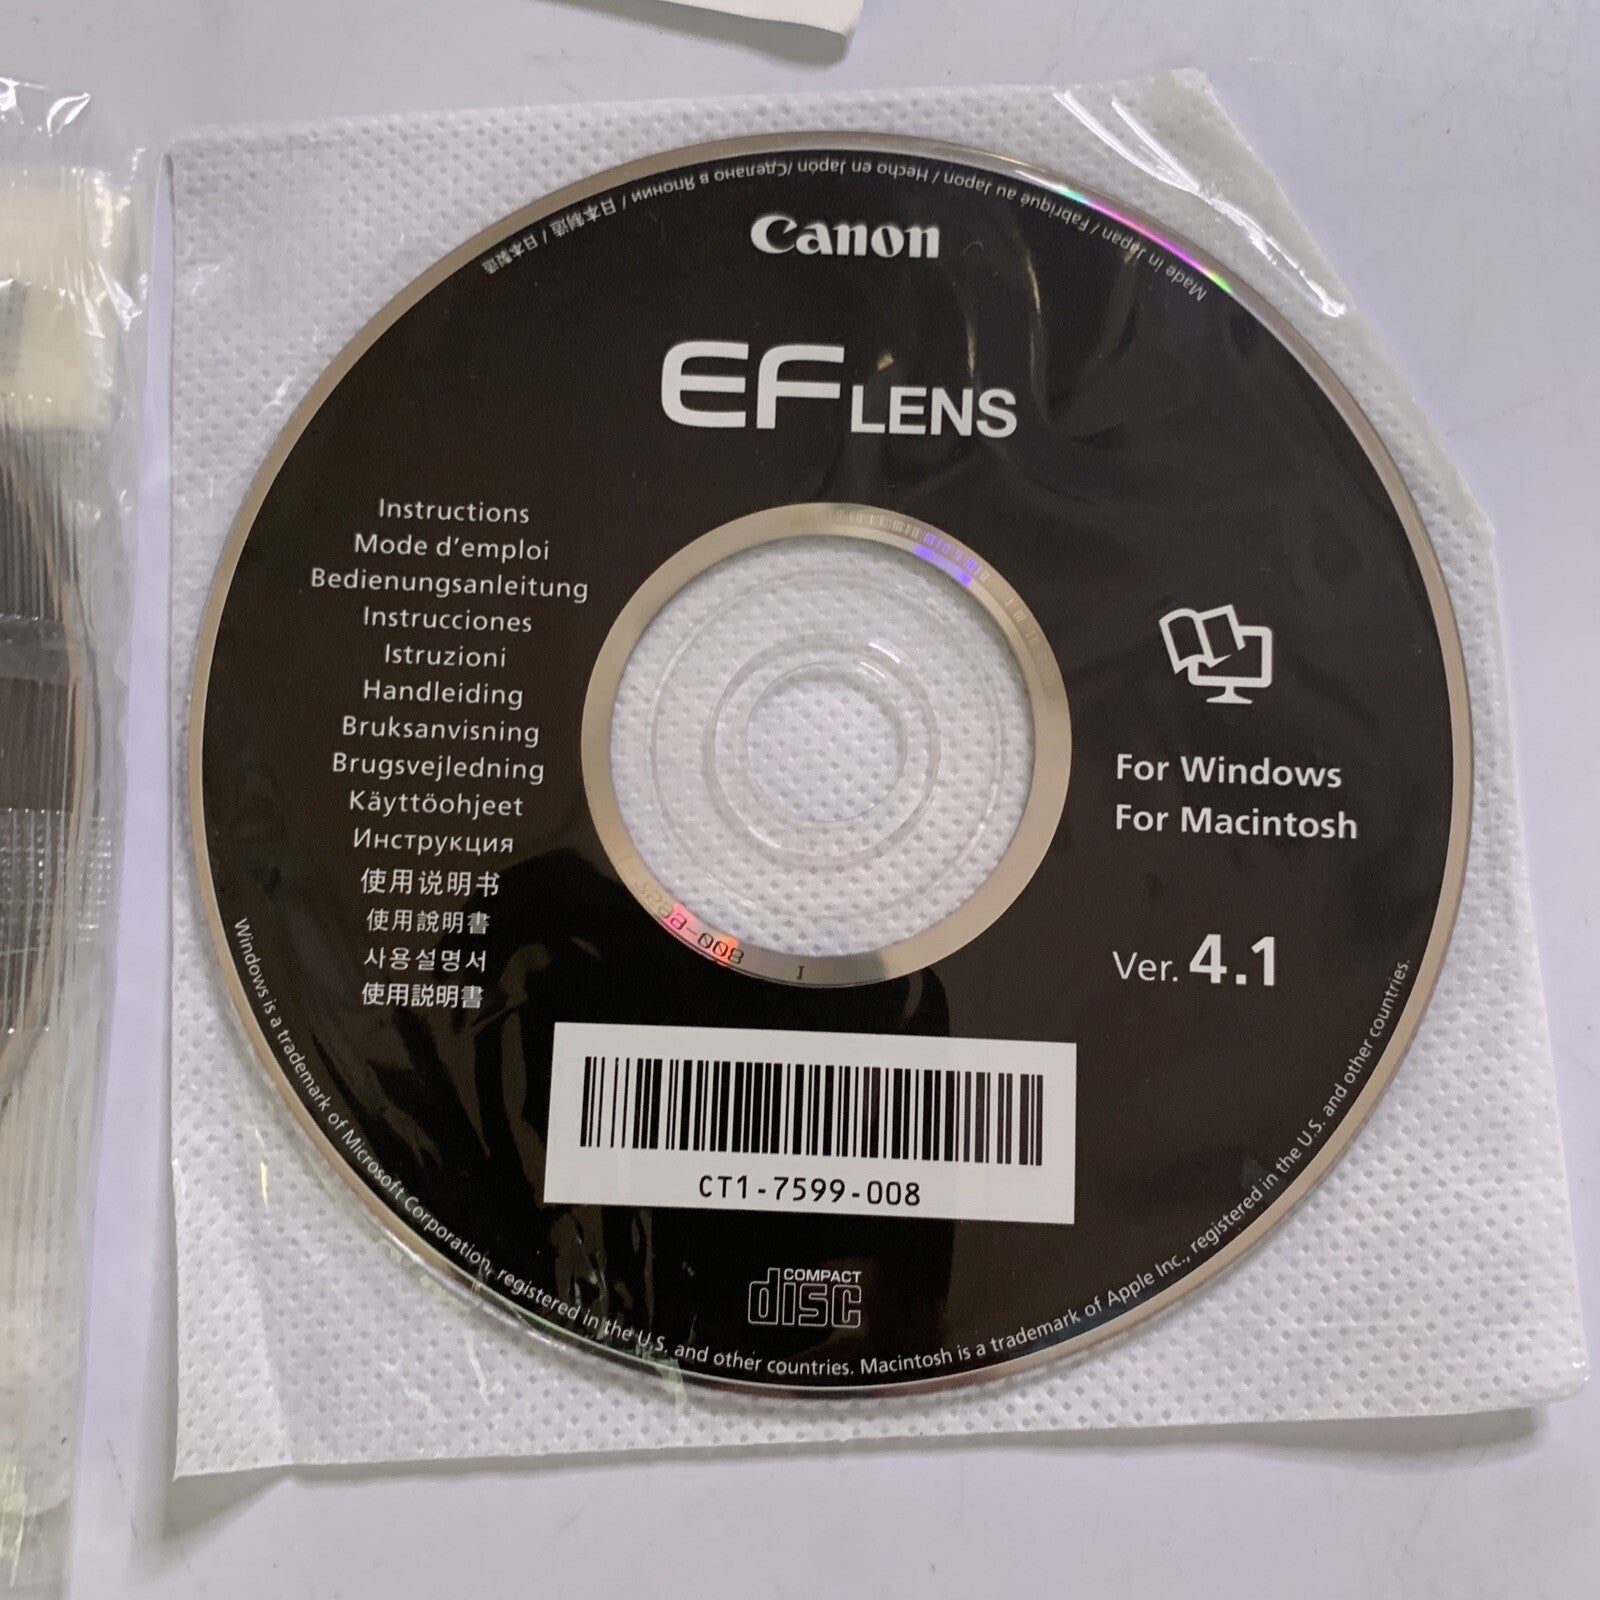 Made in Japan / Fabriqué au Japon / Hecho en Japón /Сделано в Японии / 日本制造 / 日本製造
Canon
EF LENS
Instructions
Mode d'emploi
Bedienungsanleitung
Instrucciones
Istruzioni
Handleiding
Bruksanvisning
Brugsvejledning
Käyttöohjeet
Инструкция
使用说明书
使用說明書
사용설명서
使用説明書
For Windows
For Macintosh
Ver. 4.1
-008
I
CT1-7599-008
COMPACT
disc
Windows is a trademark of Microsoft Corporation, registered in the U.S. and other countries. Macintosh is a trademark of Apple Inc., registered in the U.S. and other countries.